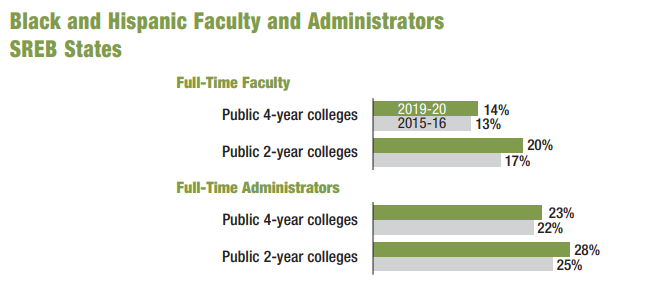 Black and Hispanic Faculty and Administrators
SREB States
Full-Time Faculty
Public 4-year colleges
2019-20
14%
2015-16
13%
Public 2-year colleges
20%
17%
Full-Time Administrators
Public 4-year colleges
23%
22%
Public 2-year colleges
28%
25%